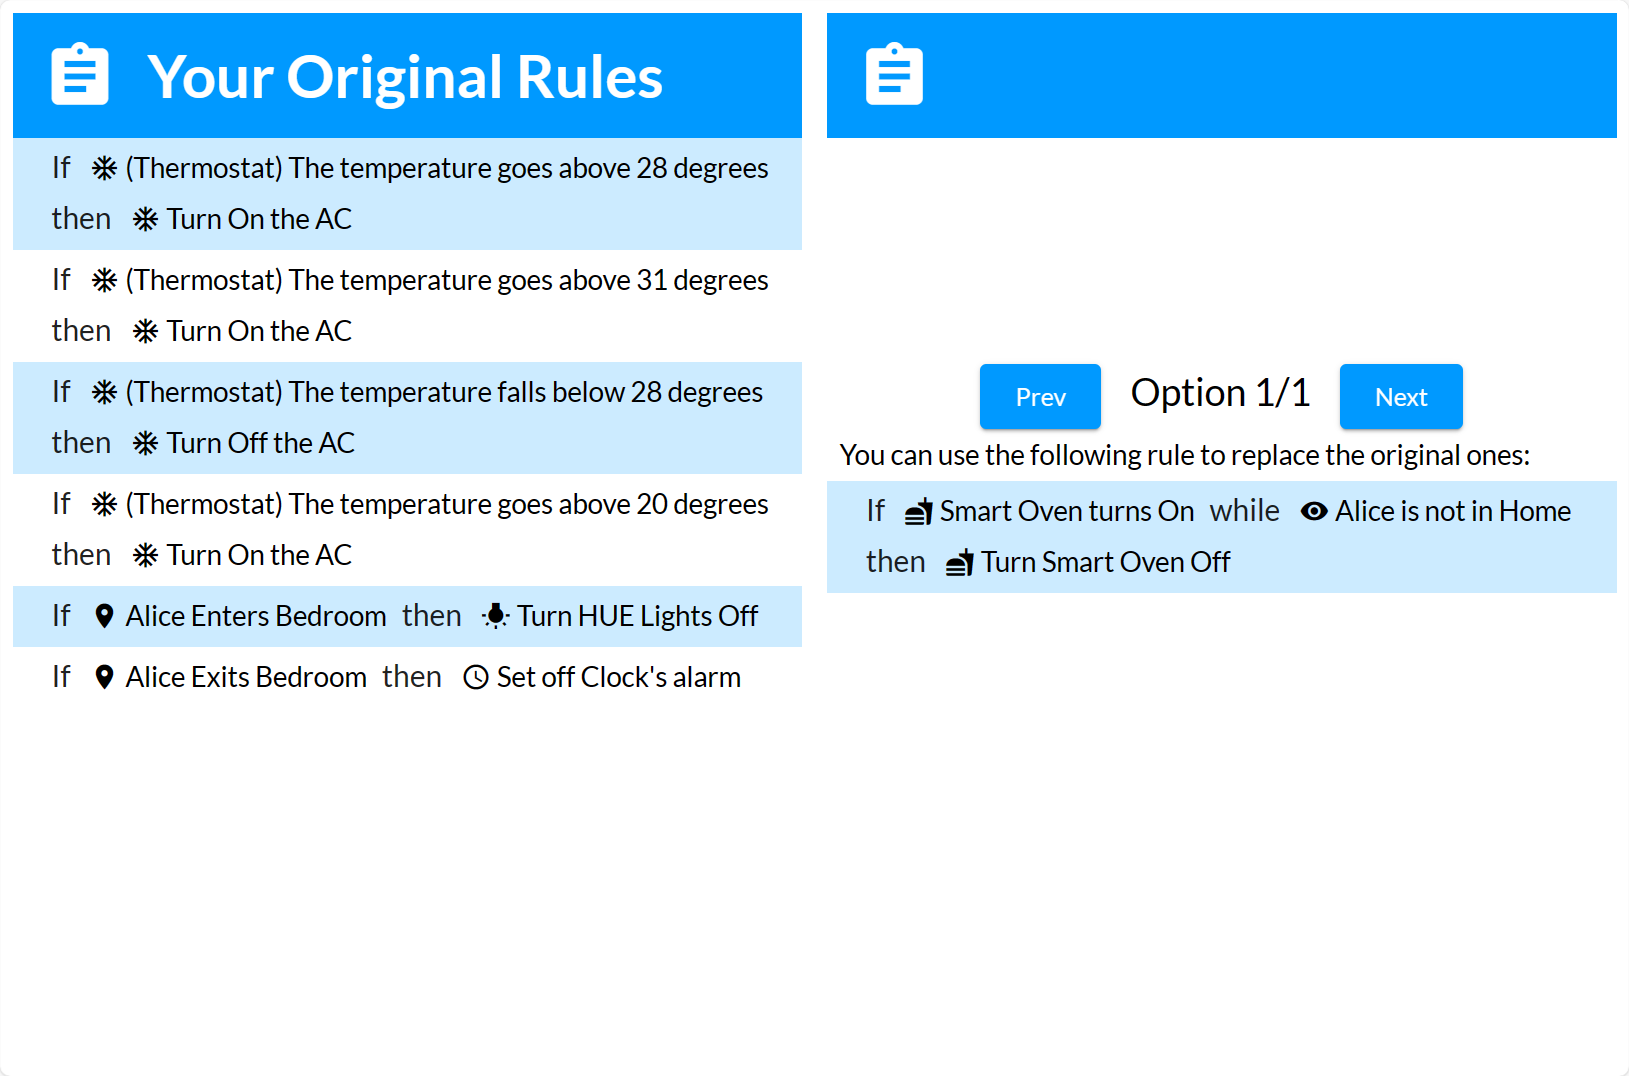 Your Original Rules
If (Thermostat) The temperature goes above 28 degrees
then Turn On the AC
If (Thermostat) The temperature goes above 31 degrees
then Turn On the AC
If (Thermostat) The temperature falls below 28 degrees
then Turn Off the AC
If (Thermostat) The temperature goes above 20 degrees
then Turn On the AC
If Alice Enters Bedroom then Turn HUE Lights Off
If Alice Exits Bedroom then Set off Clock's alarm
Prev Option 1/1 Next
You can use the following rule to replace the original ones:
If Smart Oven turns On while Alice is not in Home
then Turn Smart Oven Off